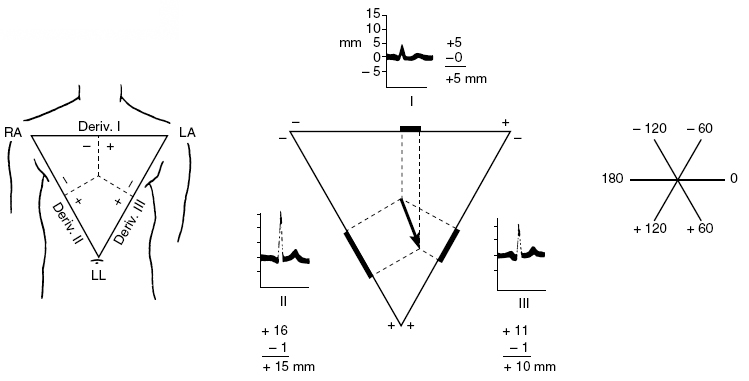 15
10
mm 5 +5
0 –0
– 5 +5 mm
I
RA Deriv. I LA
– +
– –
+ +
Deriv. II Deriv. III
LL
– +
– –
+ +
II
+ 16
– 1
+ 15 mm
III
+ 11
– 1
+ 10 mm
– 120 – 60
180 0
+ 120 + 60